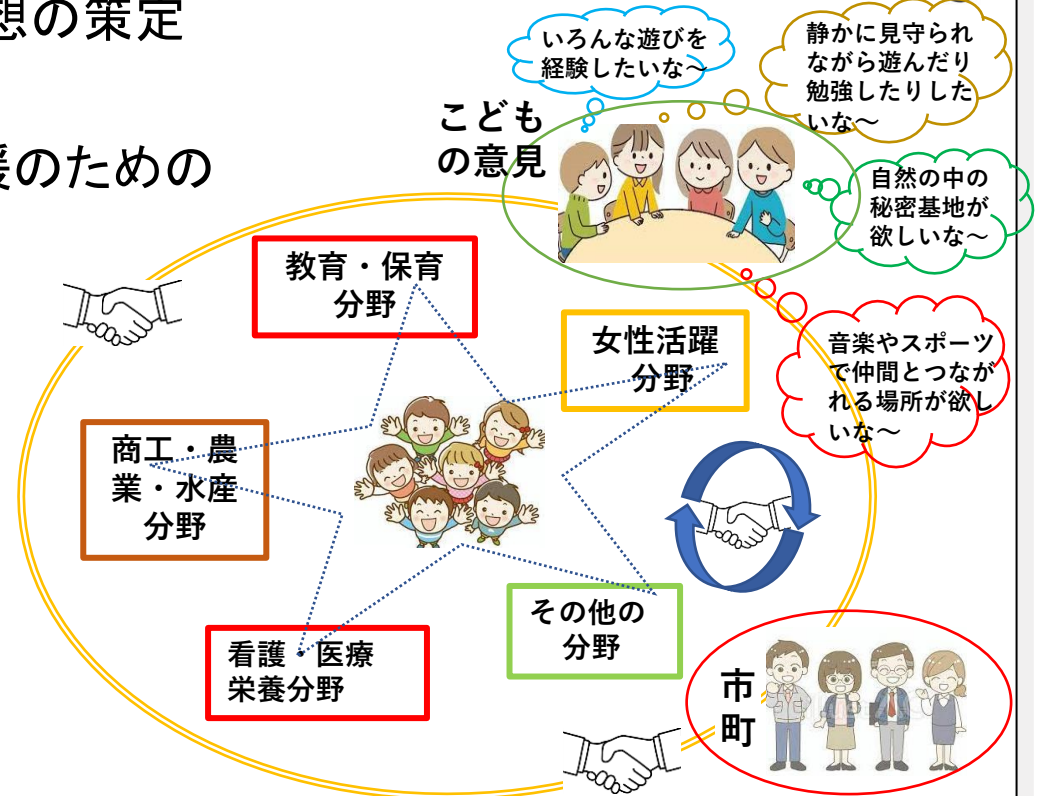 想の策定
援のための
こども
の意見
いろんな遊びを
経験したいな～
静かに見守られ
ながら遊んだり
勉強したりした
いな～
自然の中の
秘密基地が
欲しいな～
音楽やスポーツ
で仲間とつなが
れる場所が欲し
いな～
教育・保育
分野
女性活躍
分野
商工・農
業・水産
分野
その他の
分野
看護・医療
栄養分野
市
町